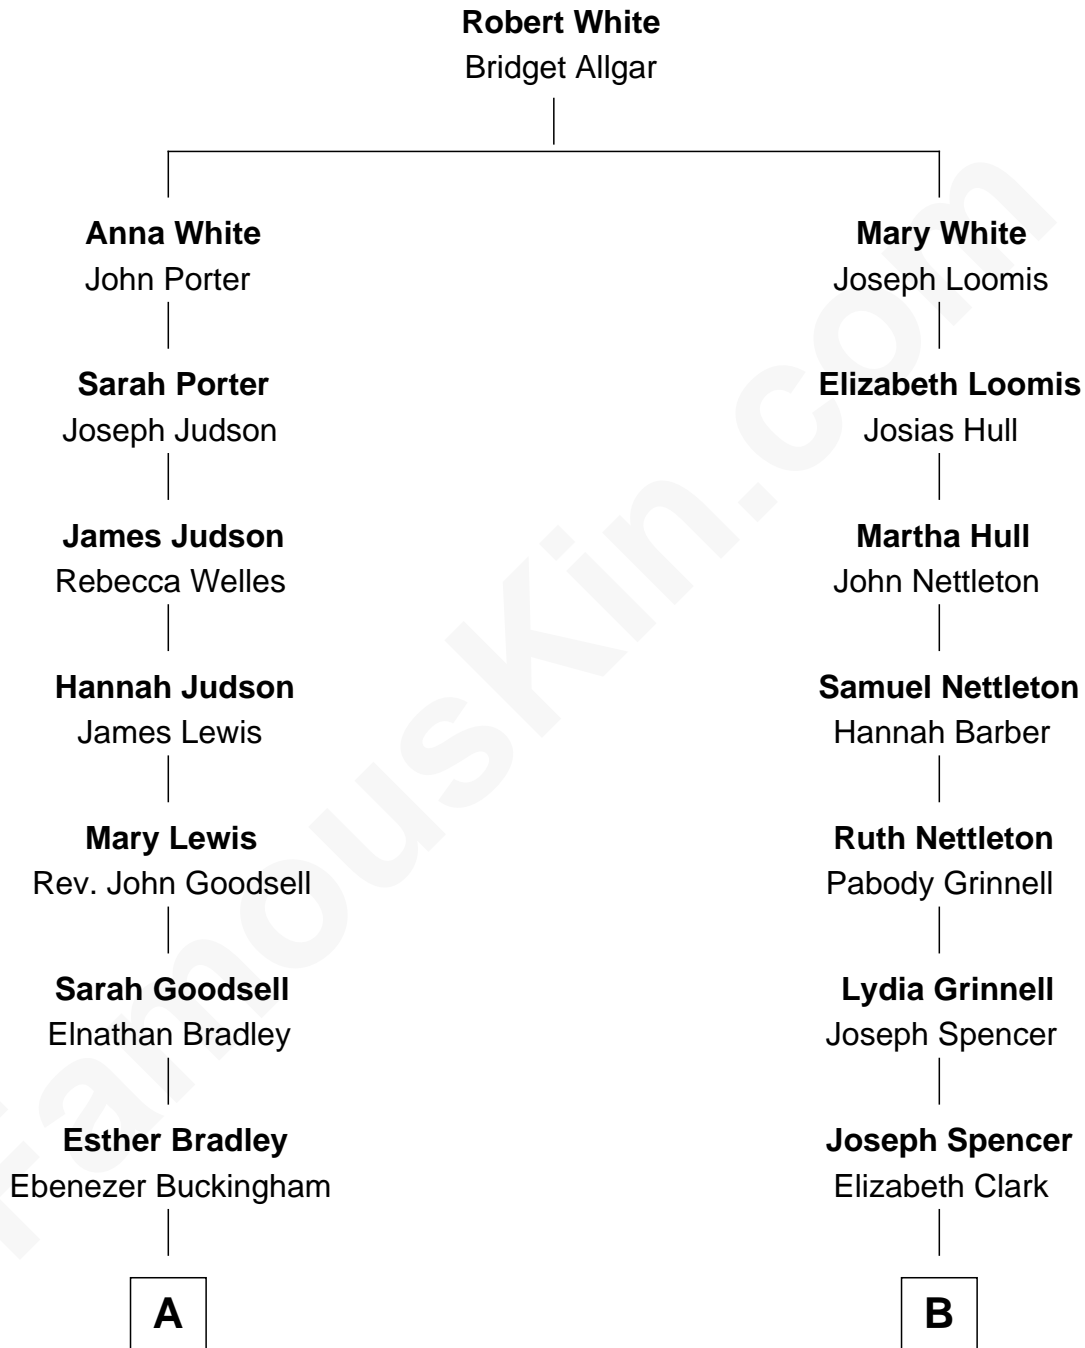 Robert White
Bridget Allgar
Anna White
John Porter
Sarah Porter
Joseph Judson
James Judson
Rebecca Welles
Hannah Judson
James Lewis
Mary Lewis
Rev. John Goodsell
Sarah Goodsell
Elnathan Bradley
Esther Bradley
Ebenezer Buckingham
A
Mary White
Joseph Loomis
Elizabeth Loomis
Josias Hull
Martha Hull
John Nettleton
Samuel Nettleton
Hannah Barber
Ruth Nettleton
Pabody Grinnell
Lydia Grinnell
Joseph Spencer
Joseph Spencer
Elizabeth Clark
B
FamousKin.com